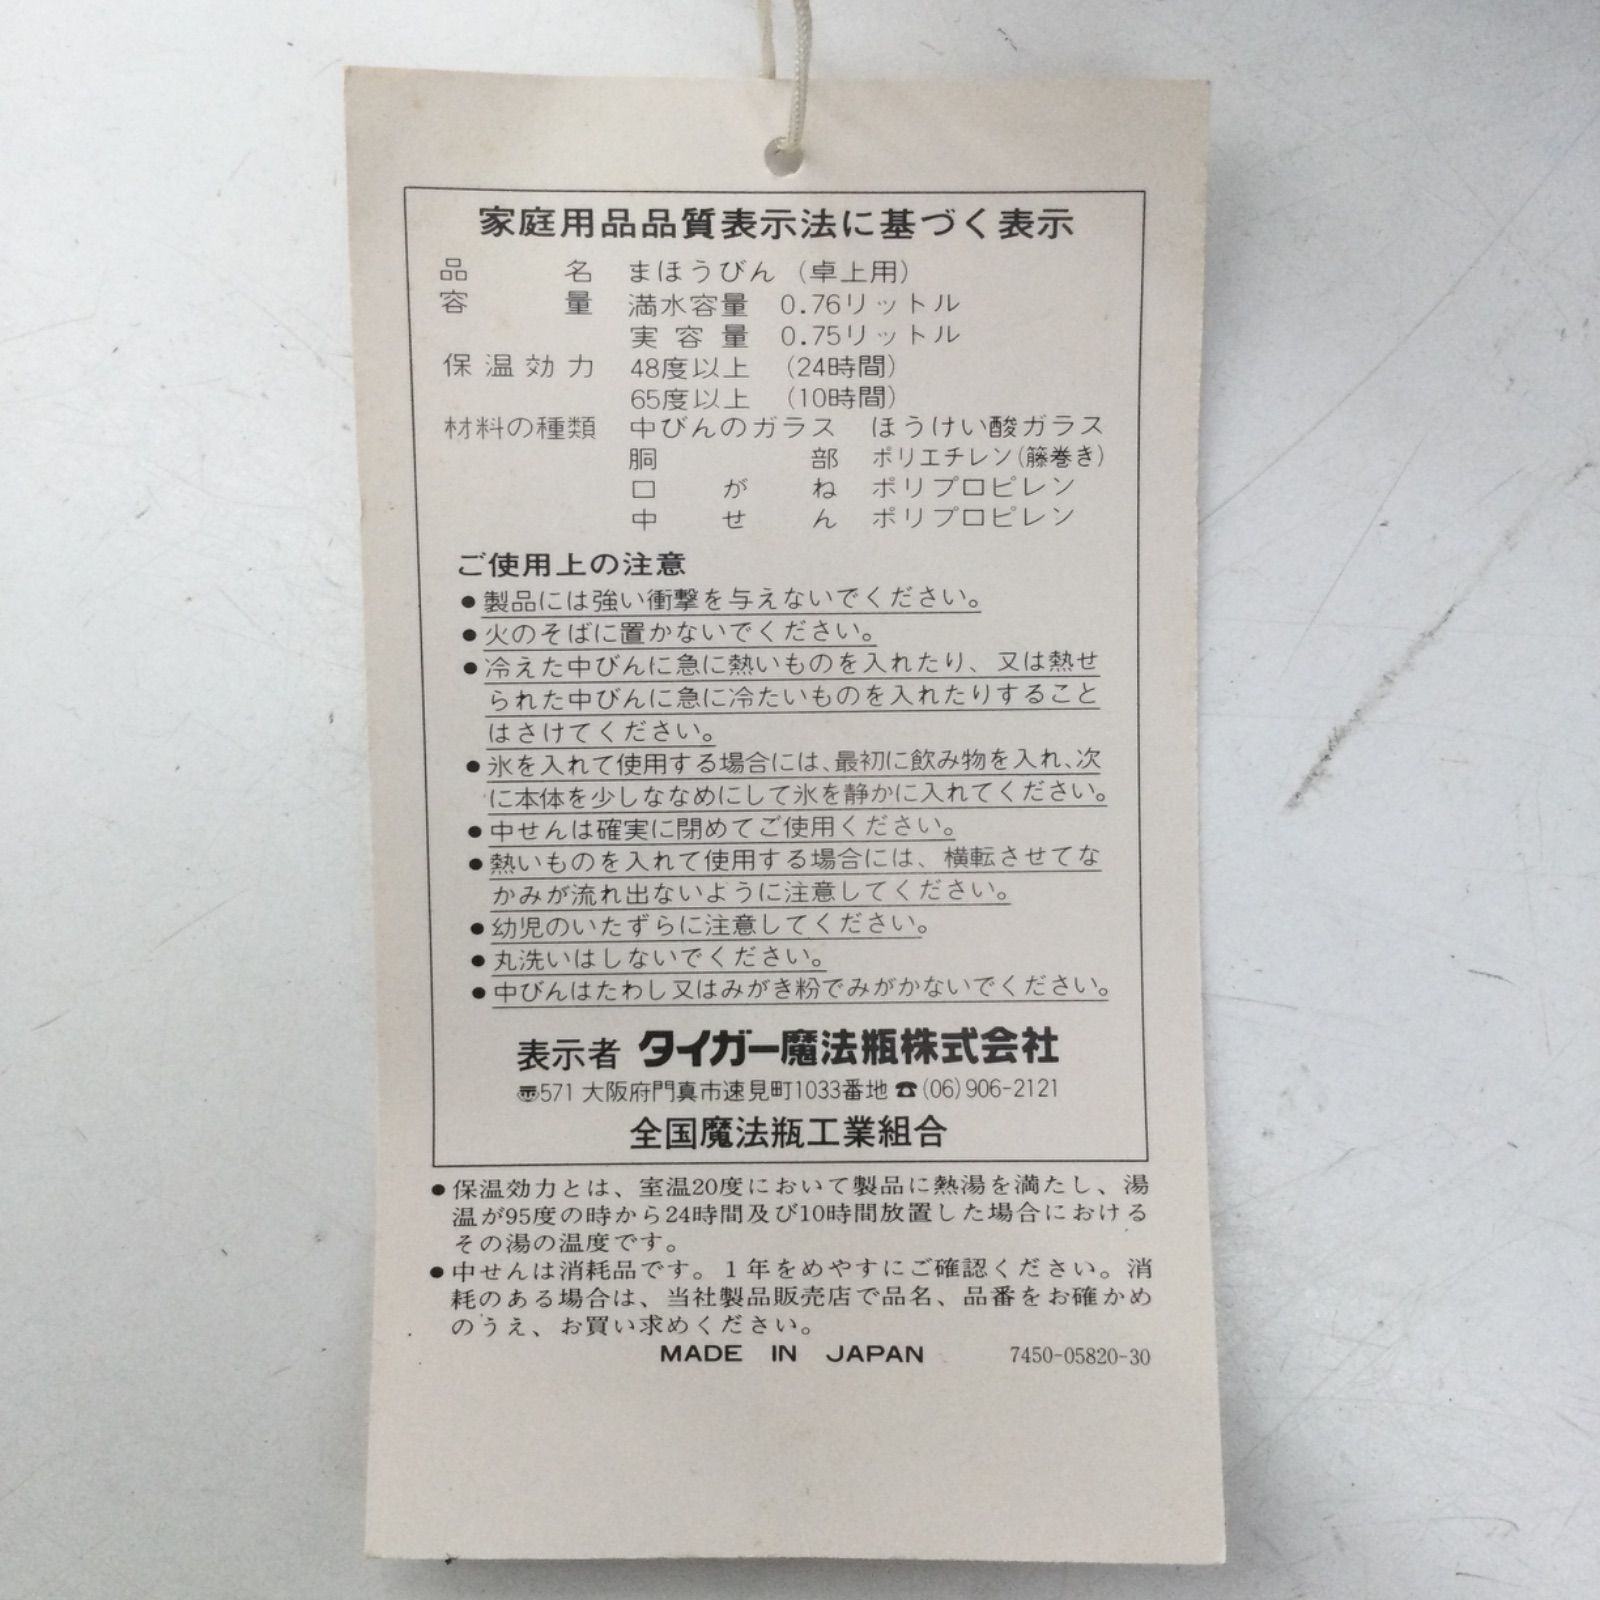 家庭用品品質表示法に基づく表示
品名 まほうびん（卓上用）
容量 満水容量 0.76リットル
実容量 0.75リットル
保温効力 48度以上 （24時間）
65度以上 （10時間）
材料の種類 中びんのガラス ほうけい酸ガラス
胴部 ポリエチレン（籐巻き）
口がね ポリプロピレン
中せん ポリプロピレン
ご使用上の注意
●製品には強い衝撃を与えないでください。
●火のそばに置かないでください。
●冷えた中びんに急に熱いものを入れたり、又は熱せ
られた中びんに急に冷たいものを入れたりすること
はさけてください。
●氷を入れて使用する場合には、最初に飲み物を入れ、次
に本体を少しななめにして氷を静かに入れてください。
●中せんは確実に閉めてご使用ください。
●熱いものを入れて使用する場合には、横転させてな
かみが流れ出ないように注意してください。
●幼児のいたずらに注意してください。
●丸洗いはしないでください。
●中びんはたわし又はみがき粉でみがかないでください。
表示者 タイガー魔法瓶株式会社
〠571 大阪府門真市速見町1033番地 ☎(06)906-2121
全国魔法瓶工業組合
●保温効力とは、室温20度において製品に熱湯を満たし、湯
温が95度の時から24時間及び10時間放置した場合における
その湯の温度です。
●中せんは消耗品です。1年をめやすにご確認ください。消
耗のある場合は、当社製品販売店で品名、品番をお確かめ
のうえ、お買い求めください。
MADE IN JAPAN 7450-05820-30